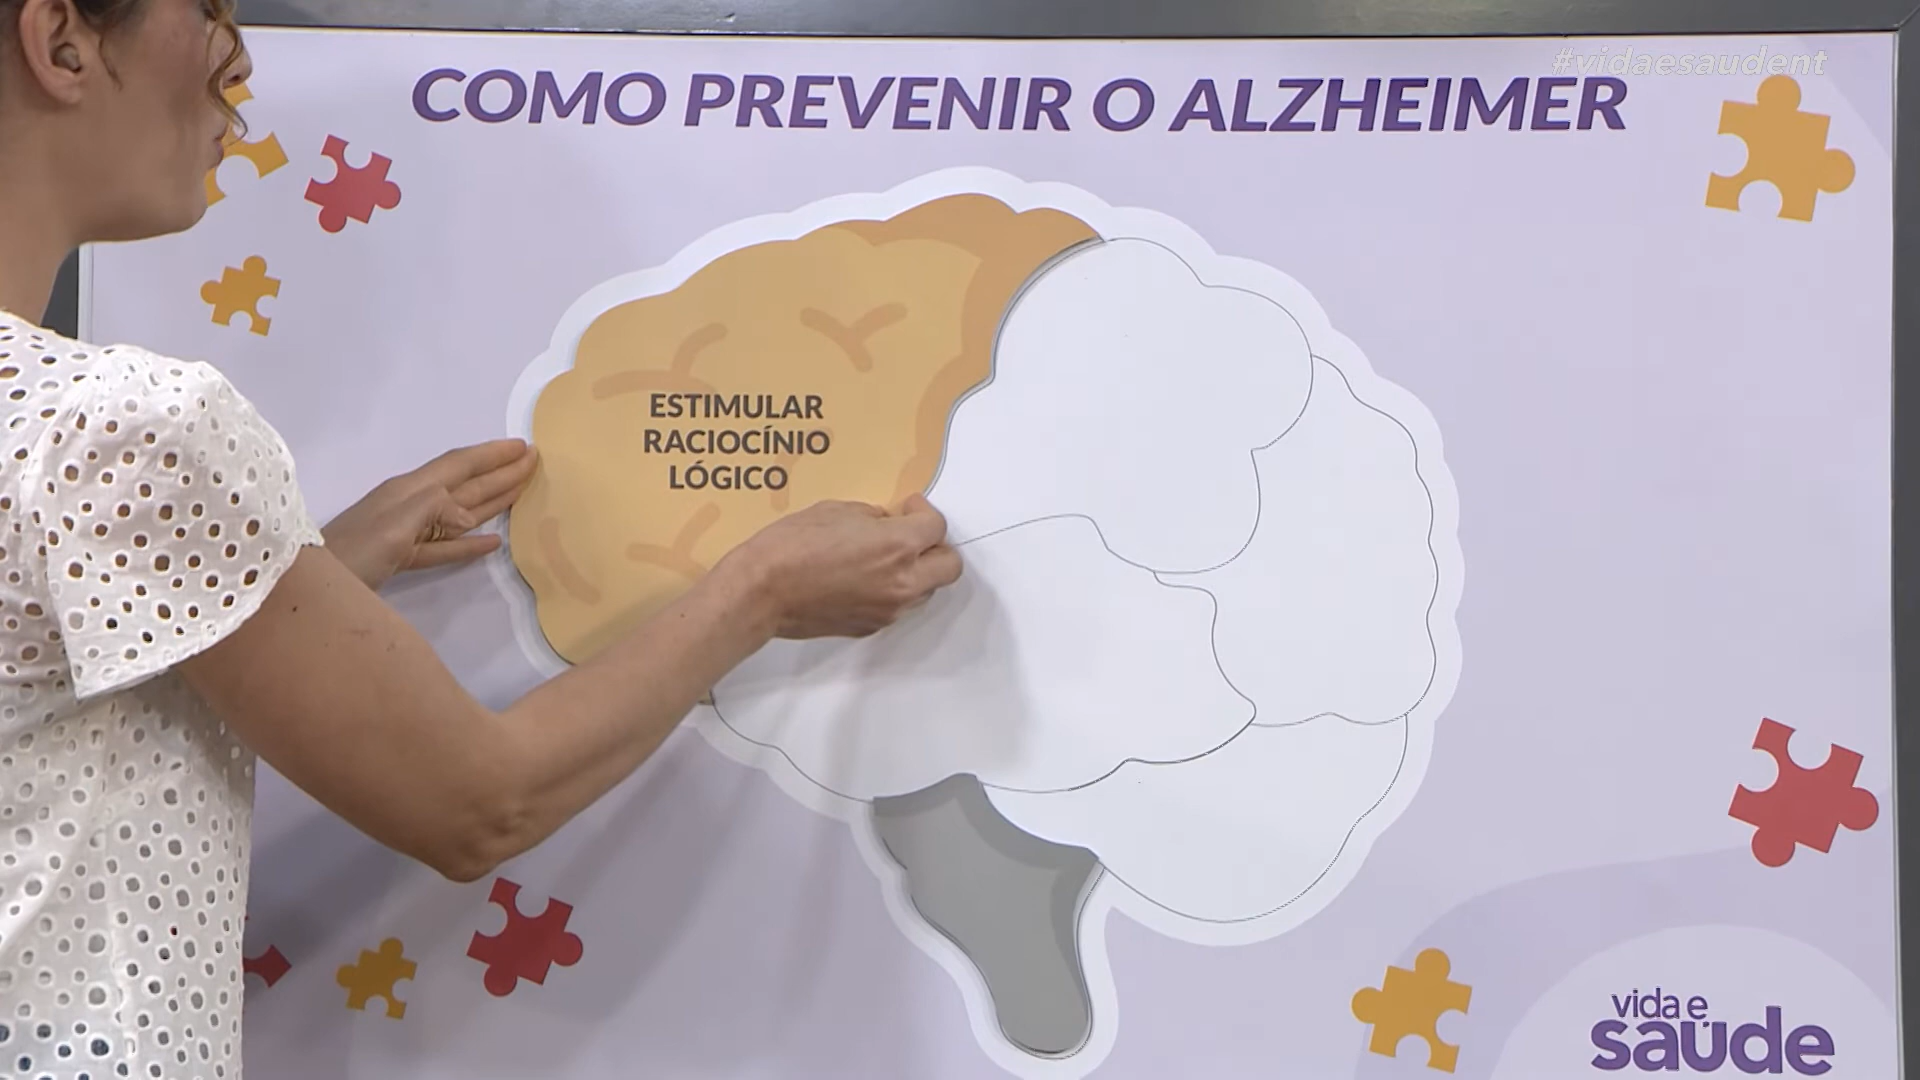 #vidaesaudent
COMO PREVENIR O ALZHEIMER
ESTIMULAR
RACIOCÍNIO
LÓGICO
vida e
saúde